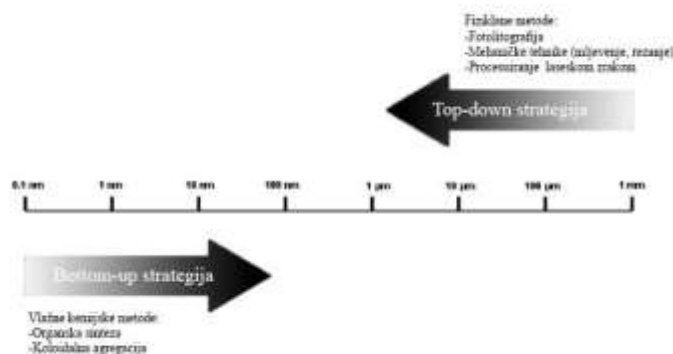 Fizikalne metode:
-Fotolitografija
-Mehaničke tehnike (mljevenje, rezanje)
-Processiranje laseskom zrakom
Top-down strategija
0.1 nm 1 nm 10 nm 100 nm 1 µm 10 µm 100 µm 1 mm
Bottom-up strategija
Vlažne kemijske metode:
-Organska sinteza
-Koloidalna agregacija